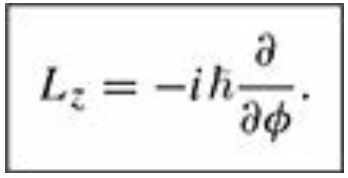 L_z = -iħ ∂/∂ϕ.